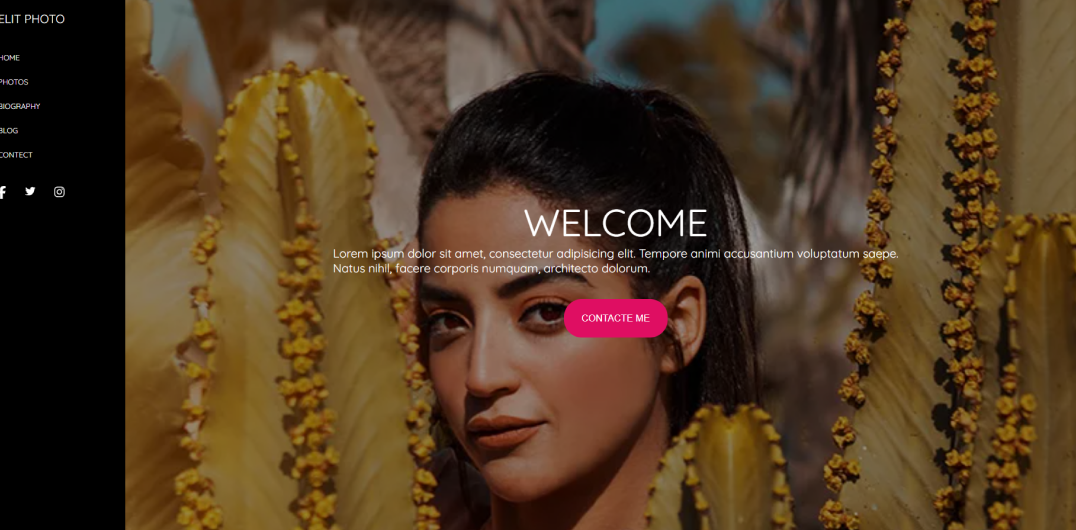 ELIT PHOTO
HOME
PHOTOS
BIOGRAPHY
BLOG
CONTECT
WELCOME
Lorem ipsum dolor sit amet, consectetur adipisicing elit. Tempore animi accusantium voluptatum saepe.
Natus nihil, facere corporis numquam, architecto dolorum.
CONTACTE ME